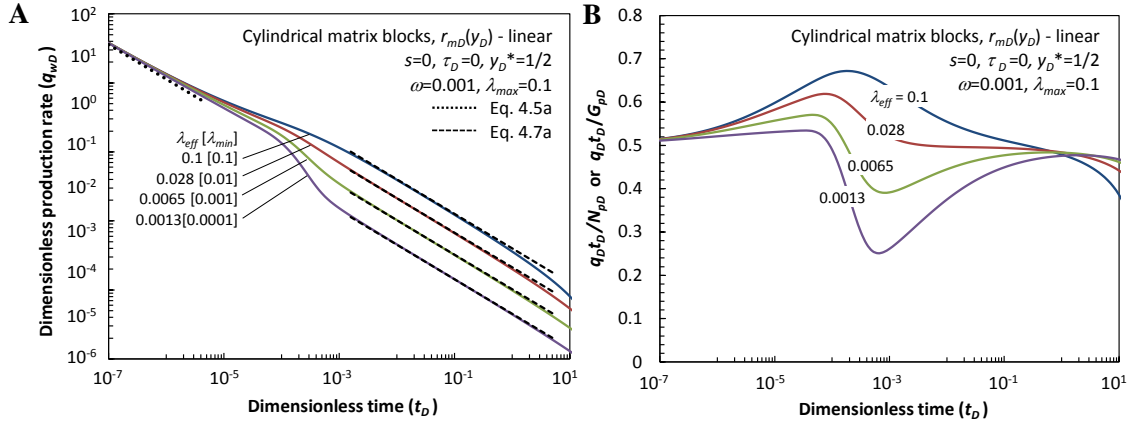 A
Cylindrical matrix blocks, r_mD(y_D) - linear
s=0, τ_D=0, y_D*=1/2
ω=0.001, λ_max=0.1
Eq. 4.5a
Eq. 4.7a
λ_eff [λ_min]
0.1 [0.1]
0.028 [0.01]
0.0065 [0.001]
0.0013[0.0001]
Dimensionless production rate (q_wD)
10^2
10^1
10^0
10^-1
10^-2
10^-3
10^-4
10^-5
10^-6
10^-7
10^-5
10^-3
10^-1
10^1
Dimensionless time (t_D)
B
Cylindrical matrix blocks, r_mD(y_D) - linear
s=0, τ_D=0, y_D*=1/2
ω=0.001, λ_max=0.1
λ_eff = 0.1
0.028
0.0065
0.0013
q_Dt_D/N_pD or q_Dt_D/G_pD
0.8
0.7
0.6
0.5
0.4
0.3
0.2
0.1
0
10^-7
10^-5
10^-3
10^-1
10^1
Dimensionless time (t_D)